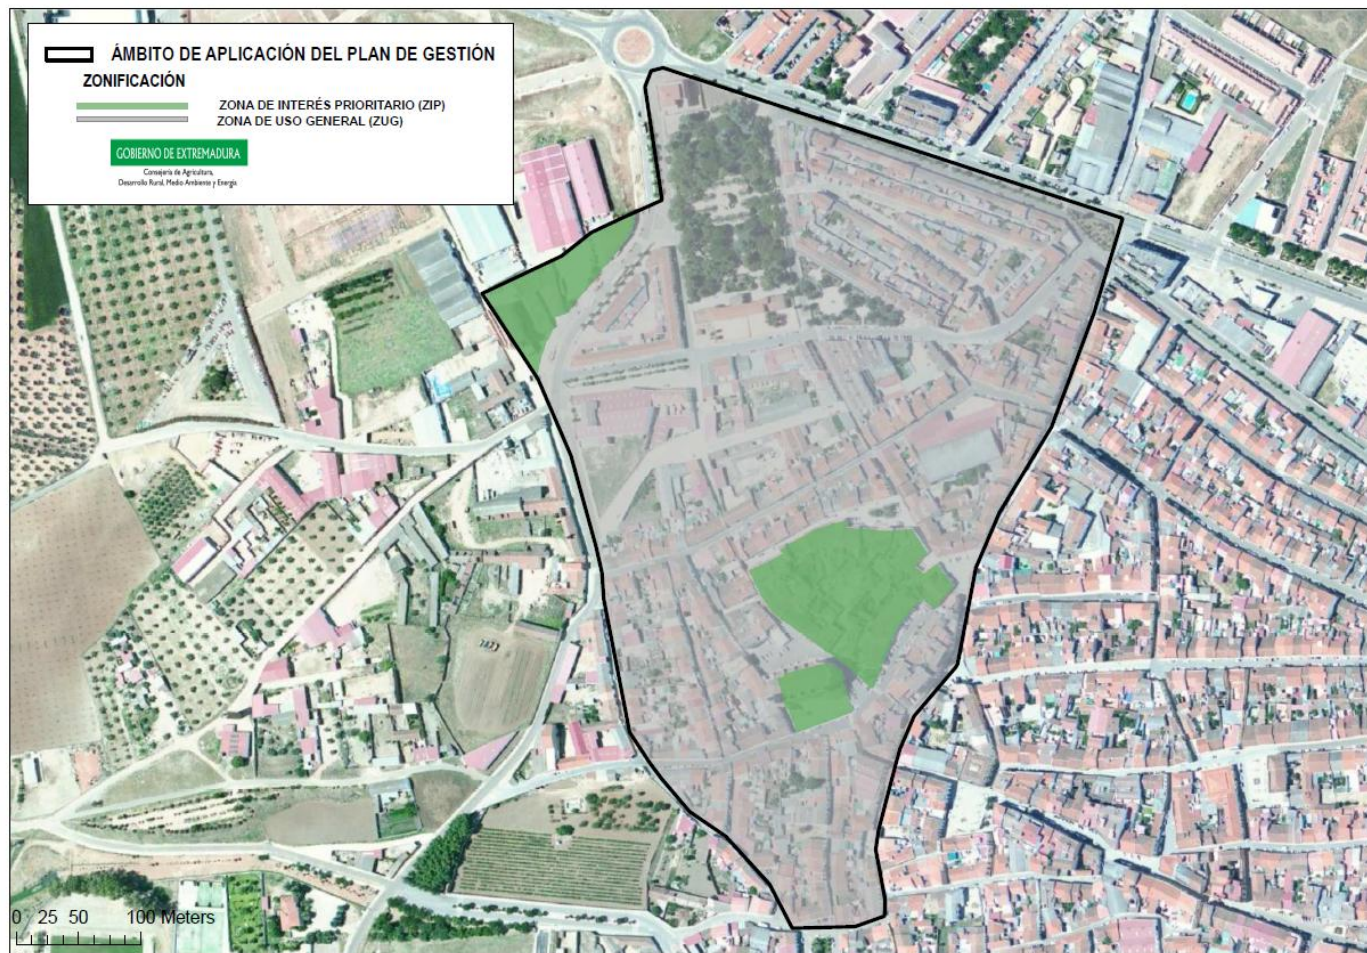 ÁMBITO DE APLICACIÓN DEL PLAN DE GESTIÓN
ZONIFICACIÓN
ZONA DE INTERÉS PRIORITARIO (ZIP)
ZONA DE USO GENERAL (ZUG)
GOBIERNO DE EXTREMADURA
Consejería de Agricultura,
Desarrollo Rural, Medio Ambiente y Energía
0 25 50 100 Meters